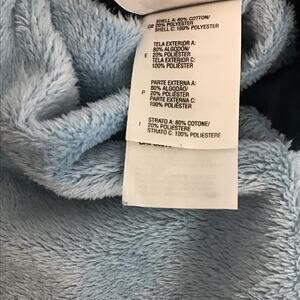 SHELL A: 80% COTTON/
GB 20% POLYESTER
SHELL C: 100% POLYESTER
TELA EXTERIOR A:
80% ALGODÓN/
E 20% POLIÉSTER
TELA EXTERIOR C:
100% POLIÉSTER
PARTE EXTERNA A:
80% ALGODÃO/
P 20% POLIÉSTER
PARTE EXTERNA C:
100% POLIÉSTER
STRATO A: 80% COTONE/
I 20% POLIESTERE
STRATO C: 100% POLIESTERE